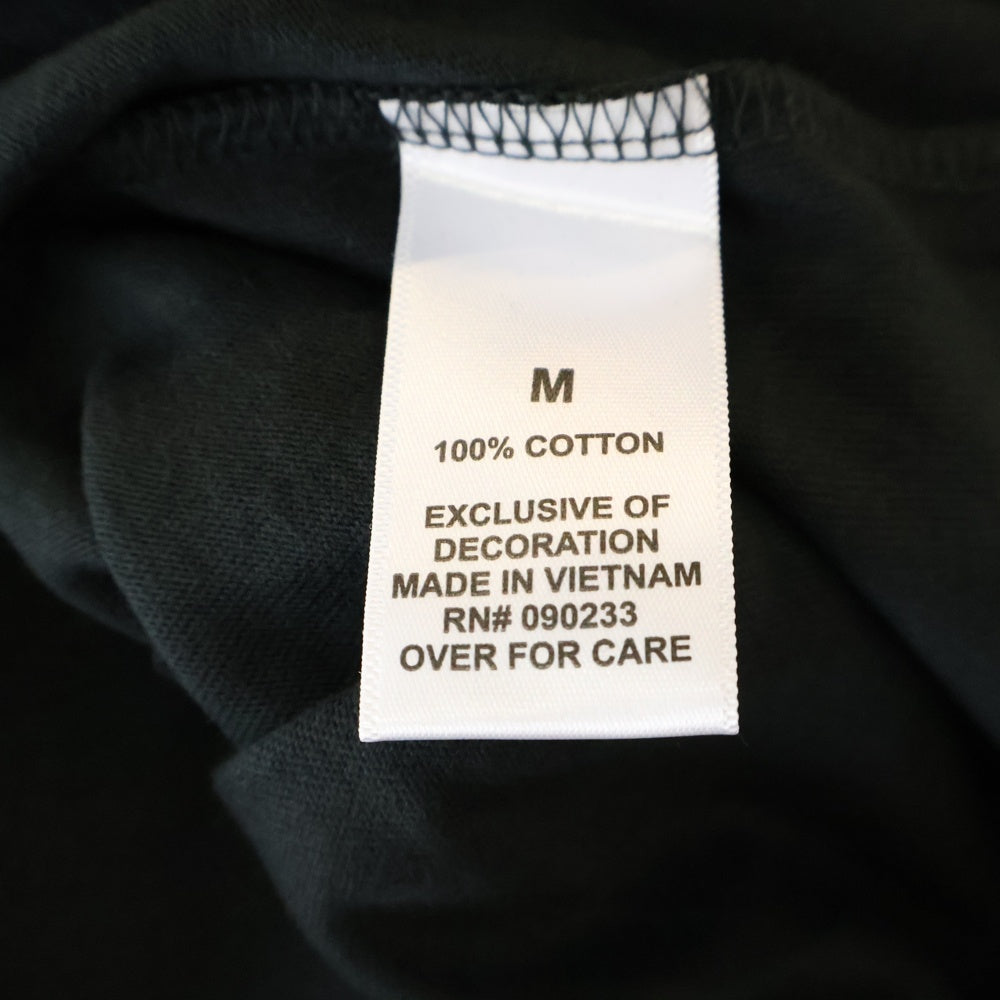 M
100% COTTON
EXCLUSIVE OF
DECORATION
MADE IN VIETNAM
RN# 090233
OVER FOR CARE